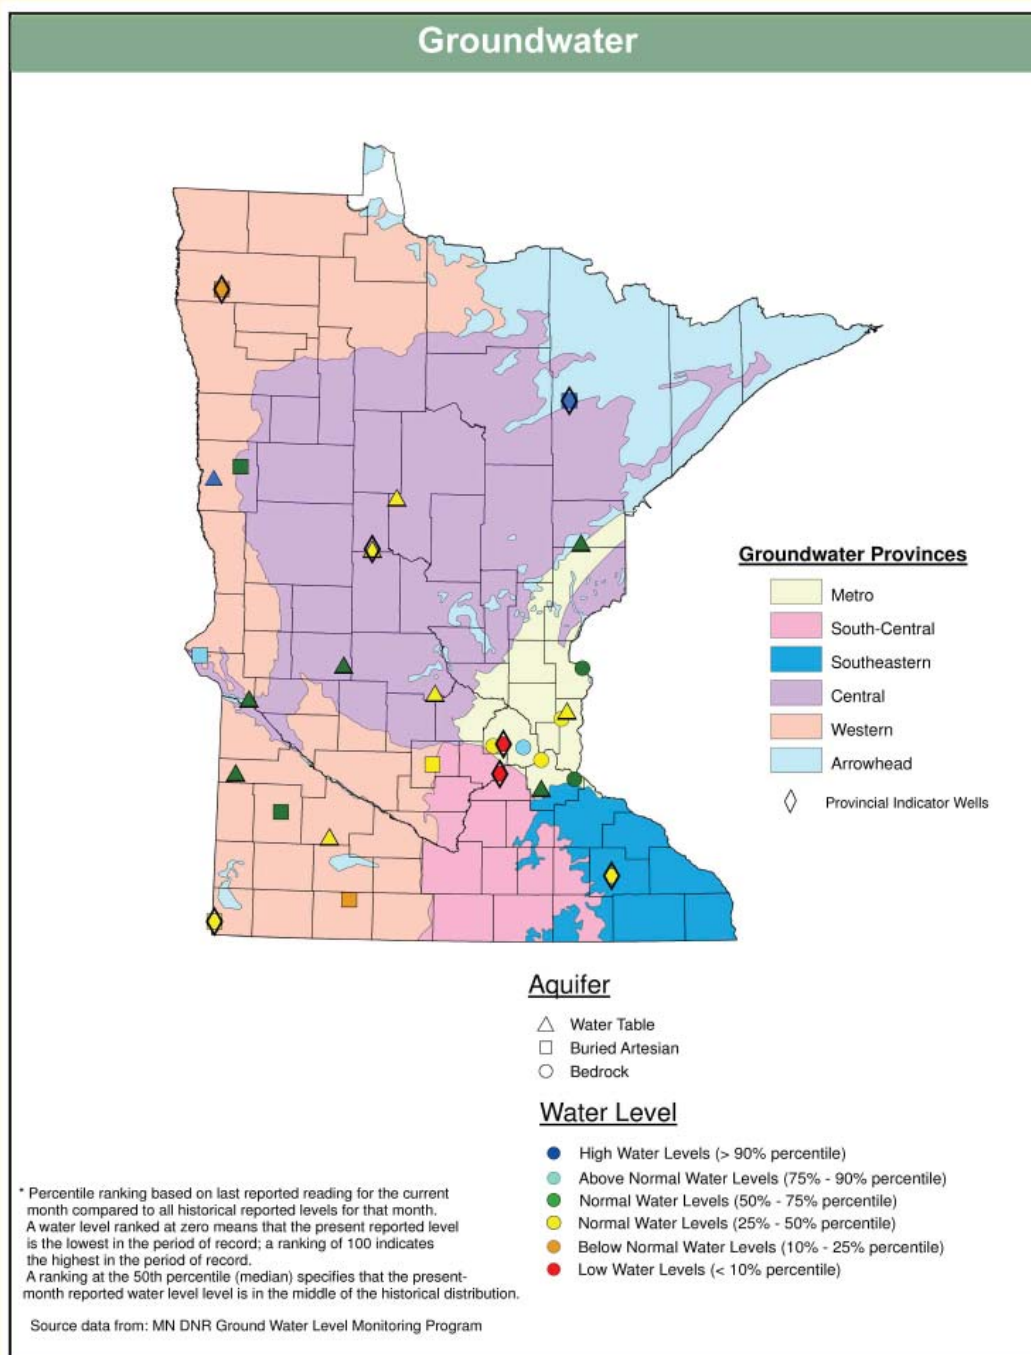 Groundwater
Groundwater Provinces
Metro
South-Central
Southeastern
Central
Western
Arrowhead
Provincial Indicator Wells
Aquifer
Water Table
Buried Artesian
Bedrock
Water Level
High Water Levels (> 90% percentile)
Above Normal Water Levels (75% - 90% percentile)
Normal Water Levels (50% - 75% percentile)
Normal Water Levels (25% - 50% percentile)
Below Normal Water Levels (10% - 25% percentile)
Low Water Levels (< 10% percentile)
* Percentile ranking based on last reported reading for the current
month compared to all historical reported levels for that month.
A water level ranked at zero means that the present reported level
is the lowest in the period of record; a ranking of 100 indicates
the highest in the period of record.
A ranking at the 50th percentile (median) specifies that the present-
month reported water level level is in the middle of the historical distribution.
Source data from: MN DNR Ground Water Level Monitoring Program